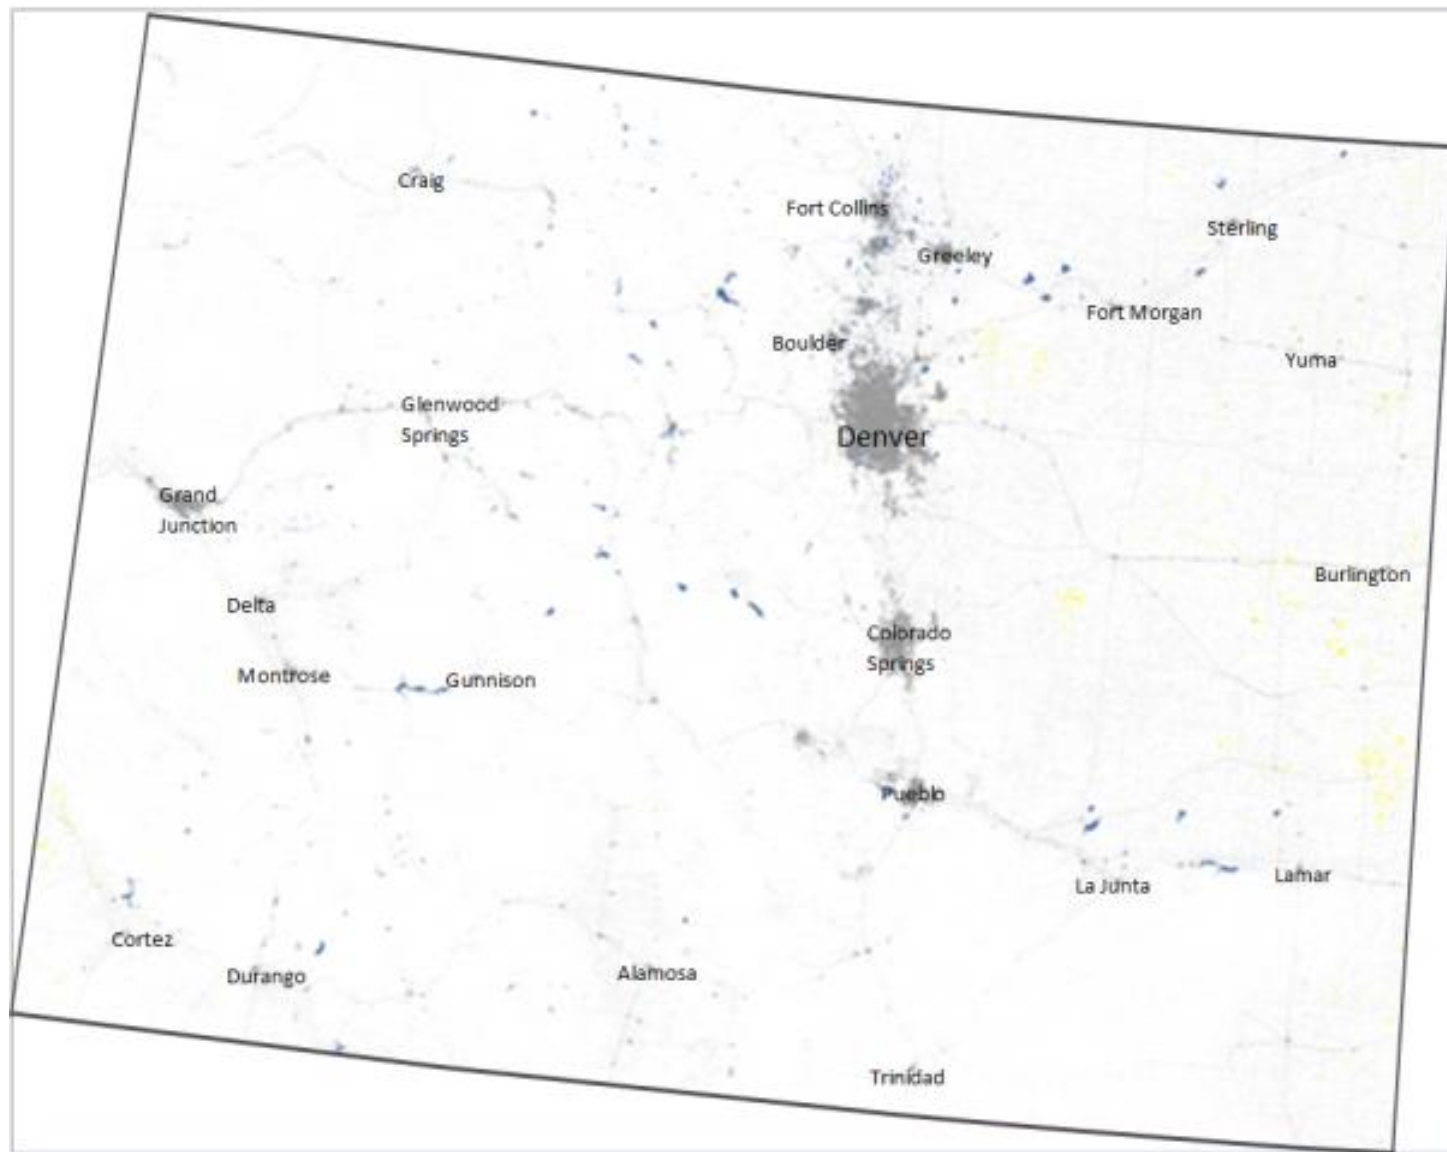 Craig
Fort Collins
Sterling
Greeley
Fort Morgan
Boulder
Yuma
Glenwood
Springs
Denver
Grand
Junction
Burlington
Delta
Colorado
Springs
Montrose
Gunnison
Pueblo
La Junta
Lamar
Cortez
Durango
Alamosa
Trinidad